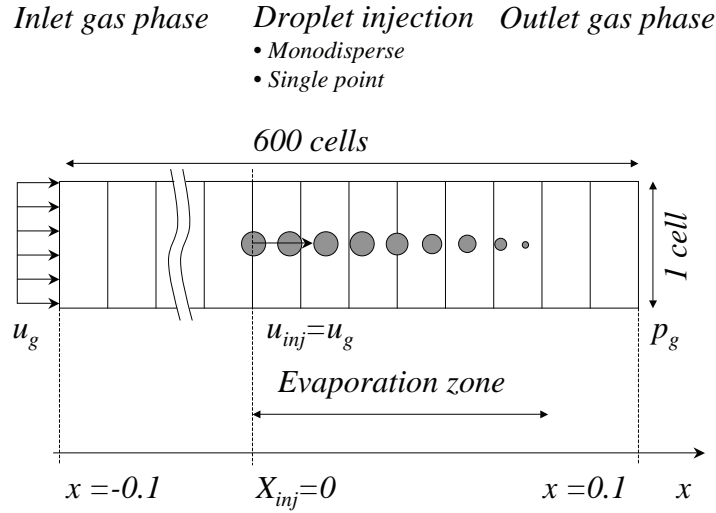 Inlet gas phase
Droplet injection
• Monodisperse
• Single point
Outlet gas phase
600 cells
1 cell
u_g
u_inj=u_g
p_g
Evaporation zone
x =-0.1
X_inj=0
x =0.1
x